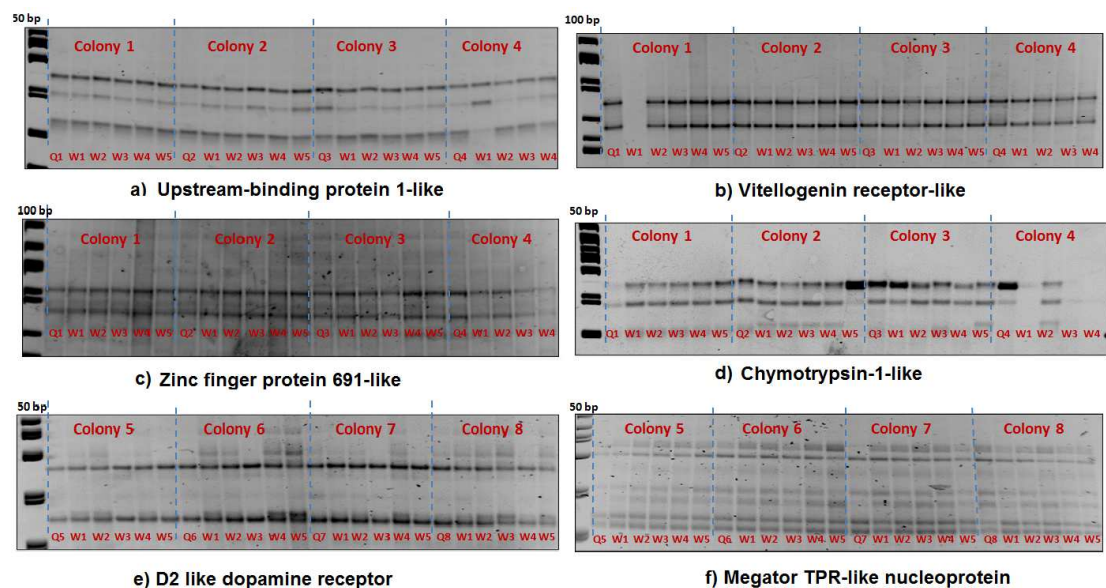 50 bp
Colony 1 Colony 2 Colony 3 Colony 4
Q1 W1 W2 W3 W4 W5 Q2 W1 W2 W3 W4 W5 Q3 W1 W2 W3 W4 W5 Q4 W1 W2 W3 W4
a) Upstream-binding protein 1-like
100 bp
Colony 1 Colony 2 Colony 3 Colony 4
Q1 W1 W2 W3 W4 W5 Q2 W1 W2 W3 W4 W5 Q3 W1 W2 W3 W4 W5 Q4 W1 W2 W3 W4
b) Vitellogenin receptor-like
100 bp
Colony 1 Colony 2 Colony 3 Colony 4
Q1 W1 W2 W3 W4 W5 Q2 W1 W2 W3 W4 W5 Q3 W1 W2 W3 W4 W5 Q4 W1 W2 W3 W4
c) Zinc finger protein 691-like
50 bp
Colony 1 Colony 2 Colony 3 Colony 4
Q1 W1 W2 W3 W4 W5 Q2 W1 W2 W3 W4 W5 Q3 W1 W2 W3 W4 W5 Q4 W1 W2 W3 W4
d) Chymotrypsin-1-like
50 bp
Colony 5 Colony 6 Colony 7 Colony 8
Q5 W1 W2 W3 W4 W5 Q6 W1 W2 W3 W4 W5 Q7 W1 W2 W3 W4 W5 Q8 W1 W2 W3 W4 W5
e) D2 like dopamine receptor
50 bp
Colony 5 Colony 6 Colony 7 Colony 8
Q5 W1 W2 W3 W4 W5 Q6 W1 W2 W3 W4 W5 Q7 W1 W2 W3 W4 W5 Q8 W1 W2 W3 W4 W5
f) Megator TPR-like nucleoprotein